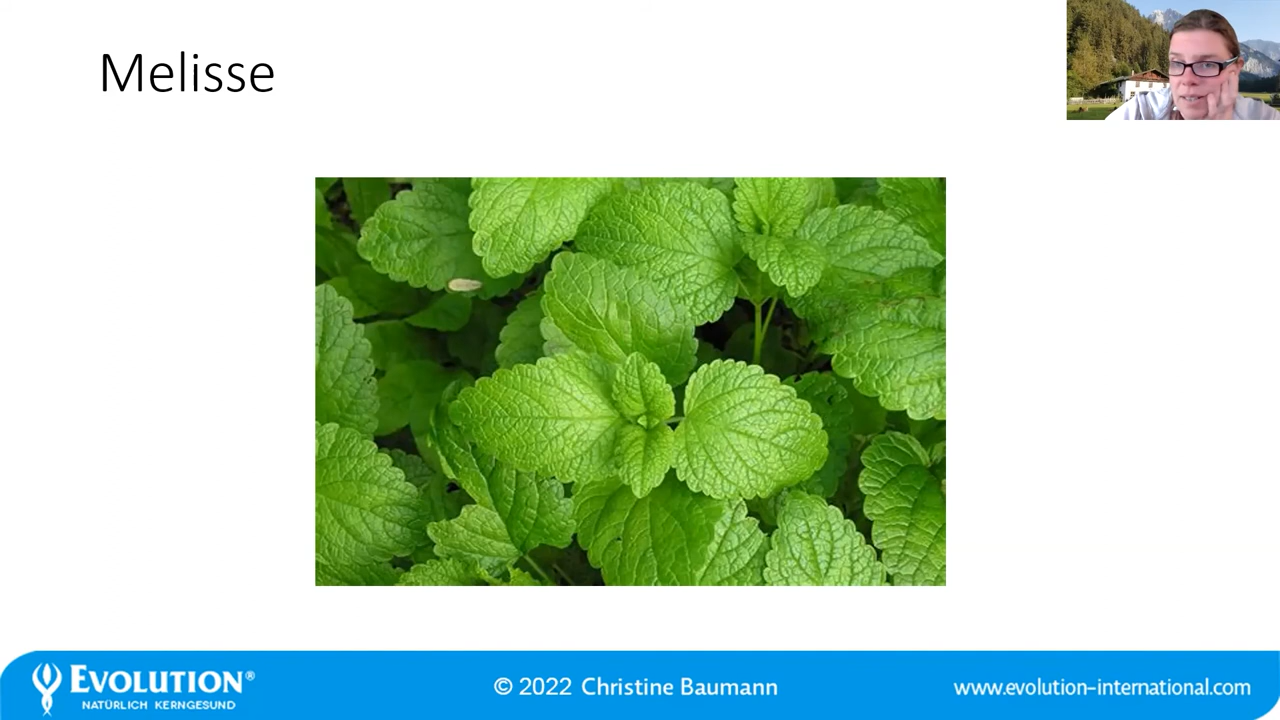 Melisse
EVOLUTION®
NATÜRLICH KERNGESUND
© 2022 Christine Baumann
www.evolution-international.com